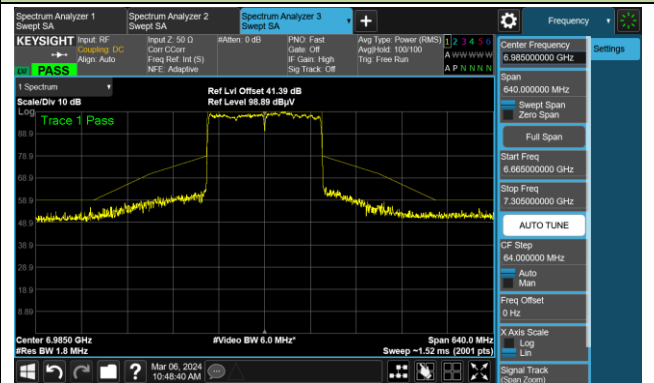 Spectrum Analyzer 1
Swept SA
Spectrum Analyzer 2
Swept SA
Spectrum Analyzer 3
Swept SA
Frequency
KEYSIGHT
Input: RF
Coupling: DC
Align: Auto
Input Z: 50 Ω
Corr CCorr
Freq Ref: Int (S)
NFE: Adaptive
#Atten: 0 dB
PNO: Fast
Gate: Off
IF Gain: High
Sig Track: Off
Avg Type: Power (RMS)
Avg|Hold: 100/100
Trig: Free Run
1 2 3 4 5 6
A W W W W W
A P N N N N
PASS
1 Spectrum
Scale/Div 10 dB
Ref Lvl Offset 41.39 dB
Ref Level 98.89 dBµV
Log
Trace 1 Pass
88.9
78.9
68.9
58.9
48.9
38.9
28.9
18.9
8.89
Center 6.9850 GHz
#Res BW 1.8 MHz
#Video BW 6.0 MHz*
Span 640.0 MHz
Sweep ~1.52 ms (2001 pts)
Mar 06, 2024
10:48:40 AM
Center Frequency
6.985000000 GHz
Settings
Span
640.000000 MHz
Swept Span
Zero Span
Full Span
Start Freq
6.665000000 GHz
Stop Freq
7.305000000 GHz
AUTO TUNE
CF Step
64.000000 MHz
Auto
Man
Freq Offset
0 Hz
X Axis Scale
Log
Lin
Signal Track
(Span Zoom)